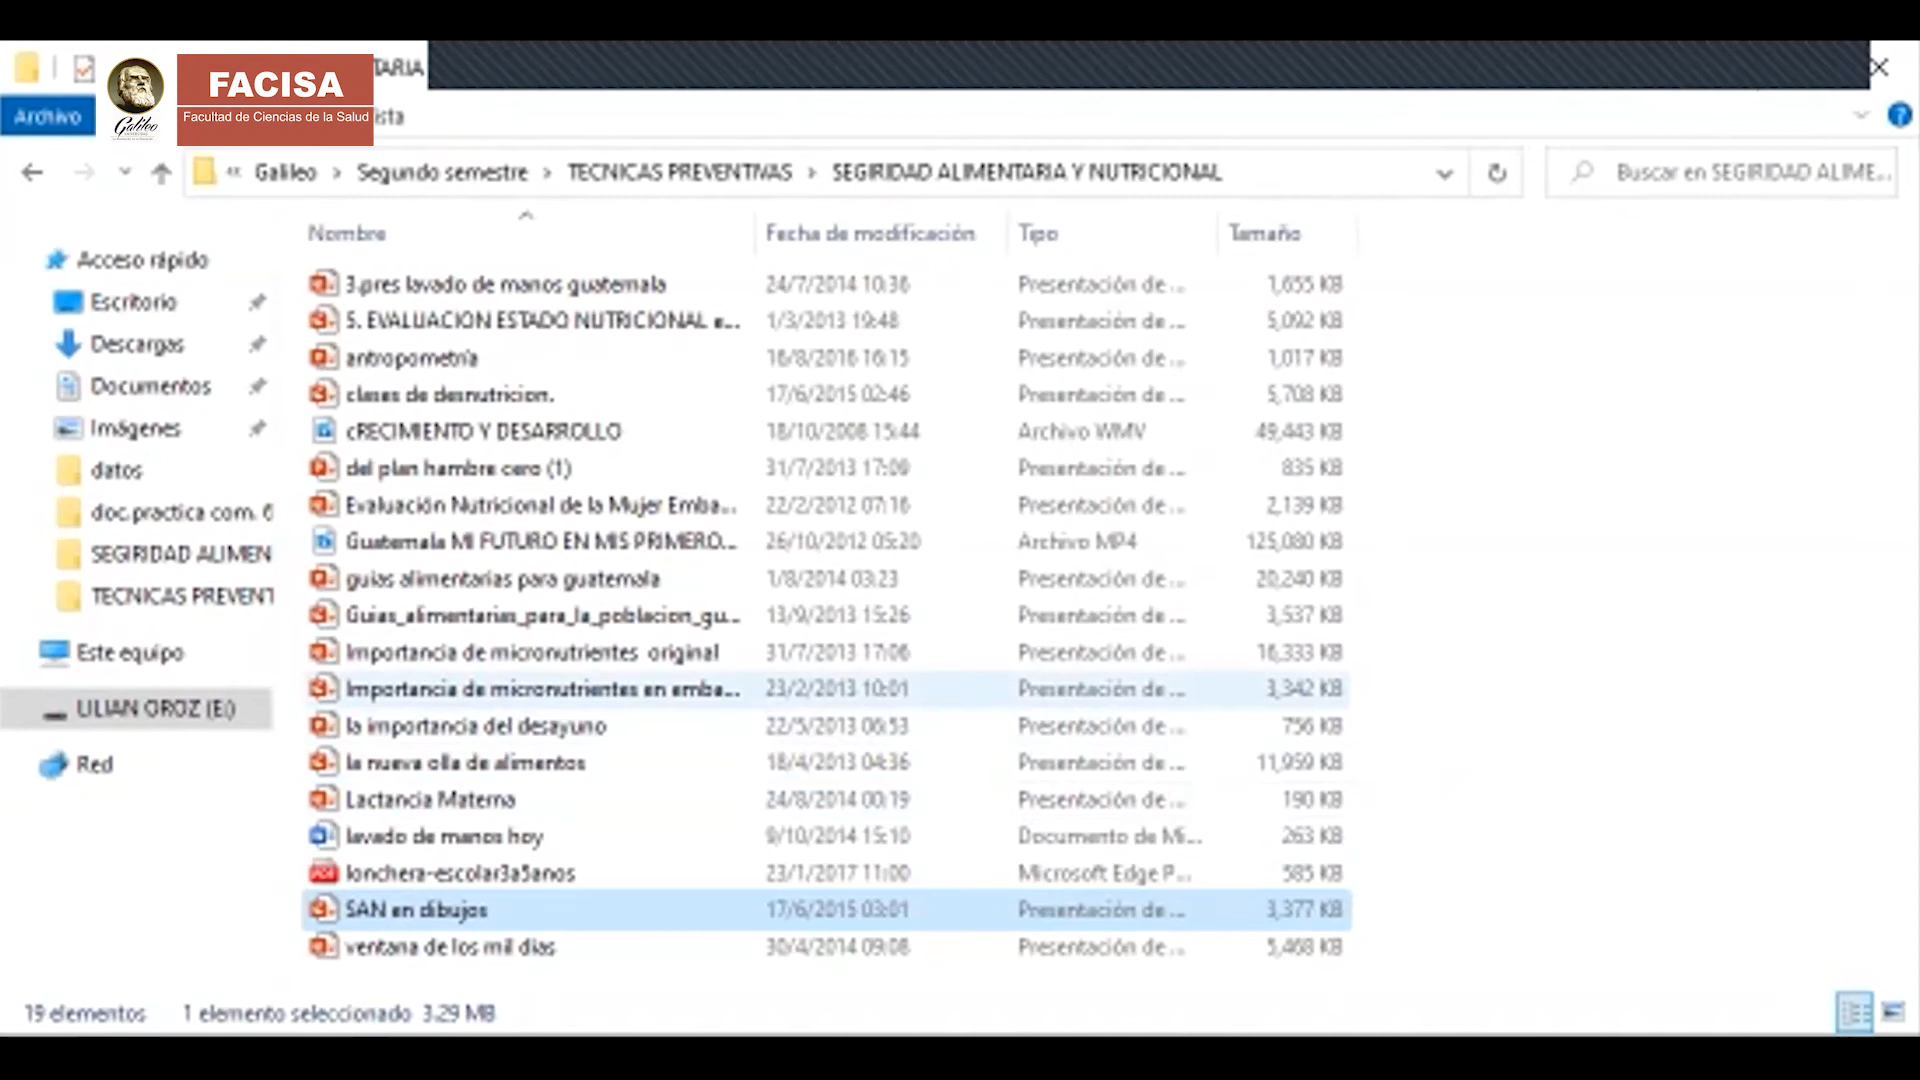 TARIA
FACISA
Facultad de Ciencias de la Salud
Galileo
Archivo
ista
« Galileo > Segundo semestre > TECNICAS PREVENTIVAS > SEGIRIDAD ALIMENTARIA Y NUTRICIONAL
Buscar en SEGIRIDAD ALIME...
Nombre Fecha de modificación Tipo Tamaño
Acceso rápido
Escritorio
Descargas
Documentos
Imágenes
datos
doc.practica com. 6
SEGIRIDAD ALIMEN
TECNICAS PREVENT
Este equipo
LILIAN OROZ (E:)
Red
3.pres lavado de manos guatemala 24/7/2014 10:36 Presentación de ... 1,655 KB
5. EVALUACION ESTADO NUTRICIONAL e... 1/3/2013 19:48 Presentación de ... 5,092 KB
antropometría 16/8/2016 16:15 Presentación de ... 1,017 KB
clases de desnutricion. 17/6/2015 02:46 Presentación de ... 5,708 KB
cRECIMIENTO Y DESARROLLO 18/10/2008 15:44 Archivo WMV 49,443 KB
del plan hambre cero (1) 31/7/2013 17:09 Presentación de ... 835 KB
Evaluación Nutricional de la Mujer Emba... 22/2/2012 07:16 Presentación de ... 2,139 KB
Guatemala MI FUTURO EN MIS PRIMERO... 26/10/2012 05:20 Archivo MP4 125,080 KB
guias alimentarias para guatemala 1/8/2014 03:23 Presentación de ... 20,240 KB
Guias_alimentarias_para_la_poblacion_gu... 13/9/2013 15:26 Presentación de ... 3,537 KB
Importancia de micronutrientes original 31/7/2013 17:06 Presentación de ... 16,333 KB
Importancia de micronutrientes en emba... 23/2/2013 10:01 Presentación de ... 3,342 KB
la importancia del desayuno 22/5/2013 06:53 Presentación de ... 756 KB
la nueva olla de alimentos 18/4/2013 04:36 Presentación de ... 11,959 KB
Lactancia Materna 24/8/2014 00:19 Presentación de ... 190 KB
lavado de manos hoy 9/10/2014 15:10 Documento de Mi... 263 KB
lonchera-escolar3a5anos 23/1/2017 11:00 Microsoft Edge P... 585 KB
SAN en dibujos 17/6/2015 03:01 Presentación de ... 3,377 KB
ventana de los mil dias 30/4/2014 09:08 Presentación de ... 5,468 KB
19 elementos 1 elemento seleccionado 3.29 MB